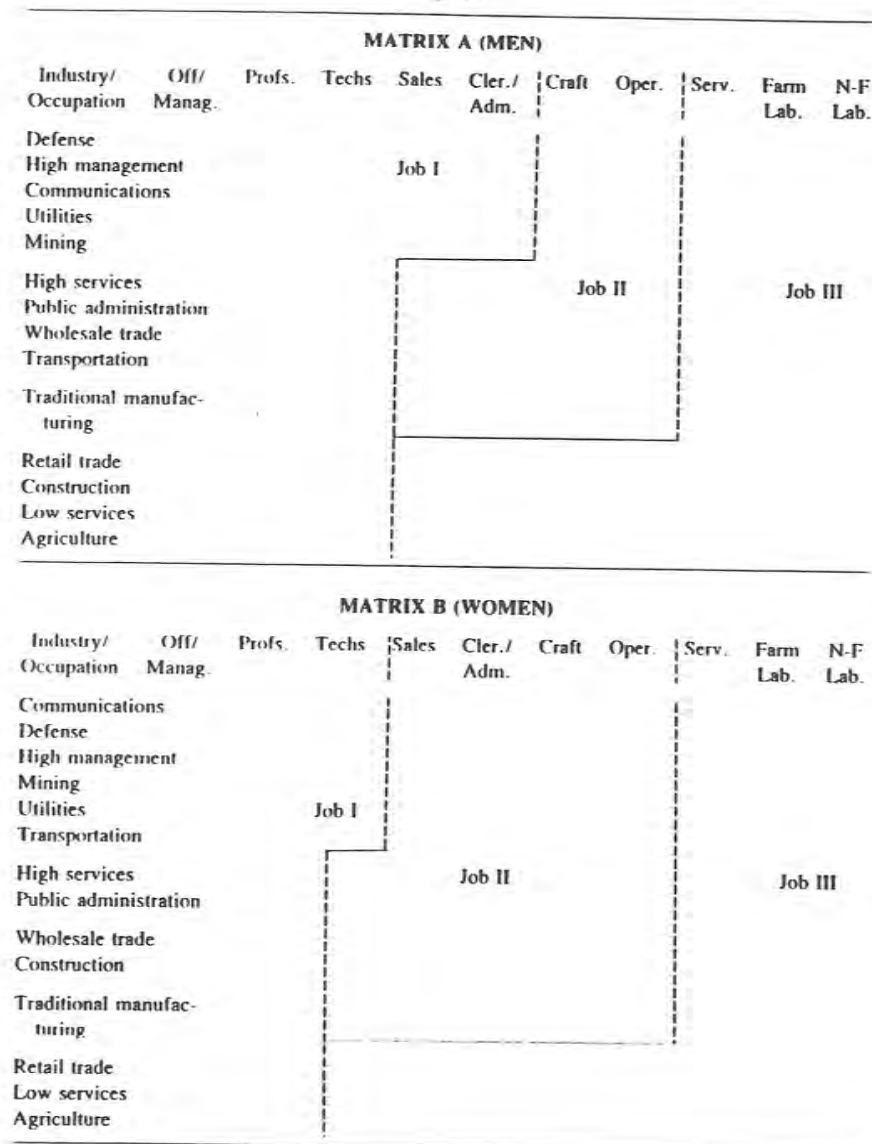 MATRIX A (MEN)
Industry/ Off/ Profs. Techs Sales Cler./ Craft Oper. Serv. Farm N-F
Occupation Manag. Adm. Lab. Lab.
Defense
High management Job I
Communications
Utilities
Mining
High services Job II Job III
Public administration
Wholesale trade
Transportation
Traditional manufac-
turing
Retail trade
Construction
Low services
Agriculture
MATRIX B (WOMEN)
Industry/ Off/ Profs. Techs Sales Cler./ Craft Oper. Serv. Farm N-F
Occupation Manag. Adm. Lab. Lab.
Communications
Defense
High management
Mining
Utilities Job I
Transportation
High services Job II Job III
Public administration
Wholesale trade
Construction
Traditional manufac-
turing
Retail trade
Low services
Agriculture